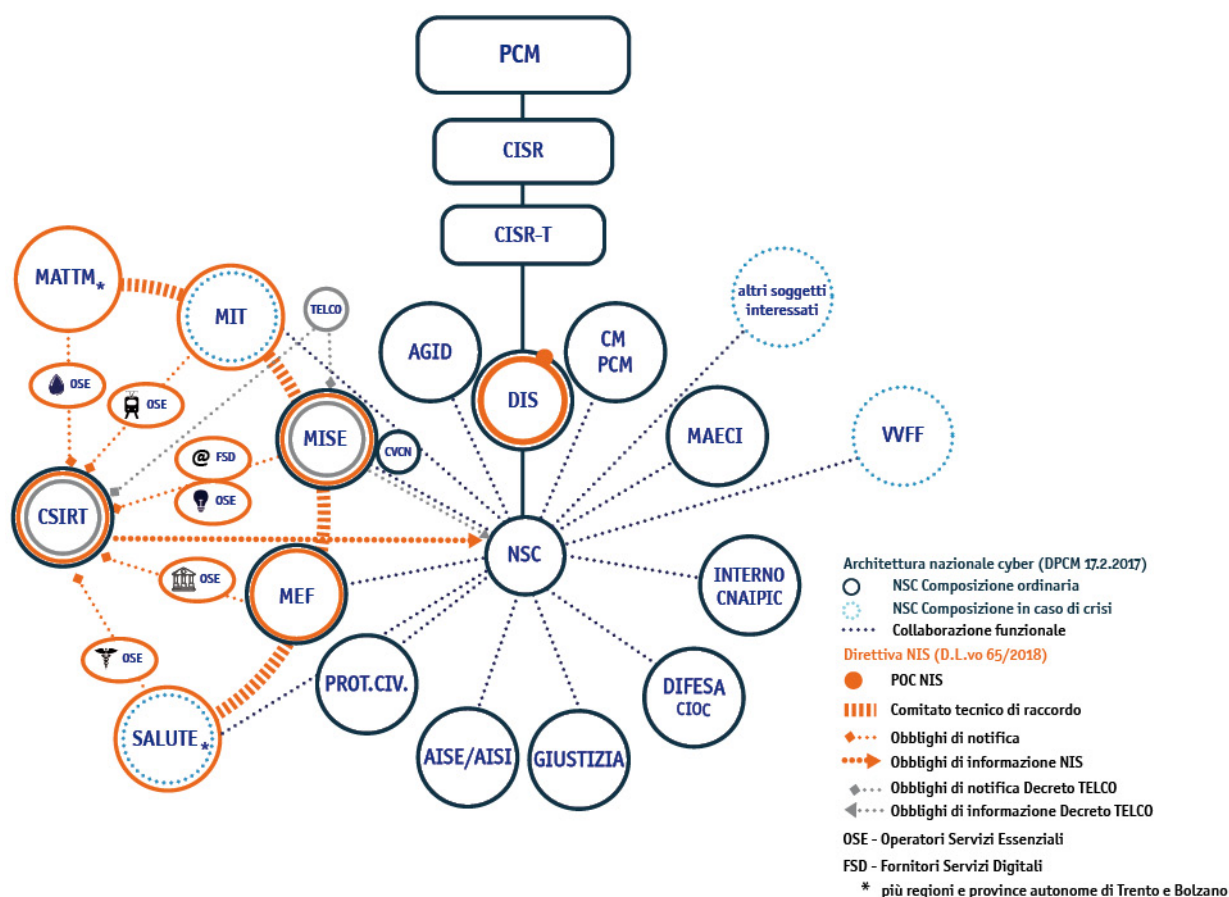 PCM
CISR
CISR-T
MATTM*
MIT
TELCO
AGID
CM
PCM
altri soggetti
interessati
DIS
OSE
OSE
MISE
CVCN
MAECI
VVFF
@ FSD
OSE
CSIRT
NSC
OSE
MEF
INTERNO
CNAIPIC
OSE
PROT.CIV.
DIFESA
CIOC
SALUTE*
AISE/AISI
GIUSTIZIA
Architettura nazionale cyber (DPCM 17.2.2017)
NSC Composizione ordinaria
NSC Composizione in caso di crisi
Collaborazione funzionale
Direttiva NIS (D.L.vo 65/2018)
POC NIS
Comitato tecnico di raccordo
Obblighi di notifica
Obblighi di informazione NIS
Obblighi di notifica Decreto TELCO
Obblighi di informazione Decreto TELCO
OSE - Operatori Servizi Essenziali
FSD - Fornitori Servizi Digitali
* più regioni e province autonome di Trento e Bolzano